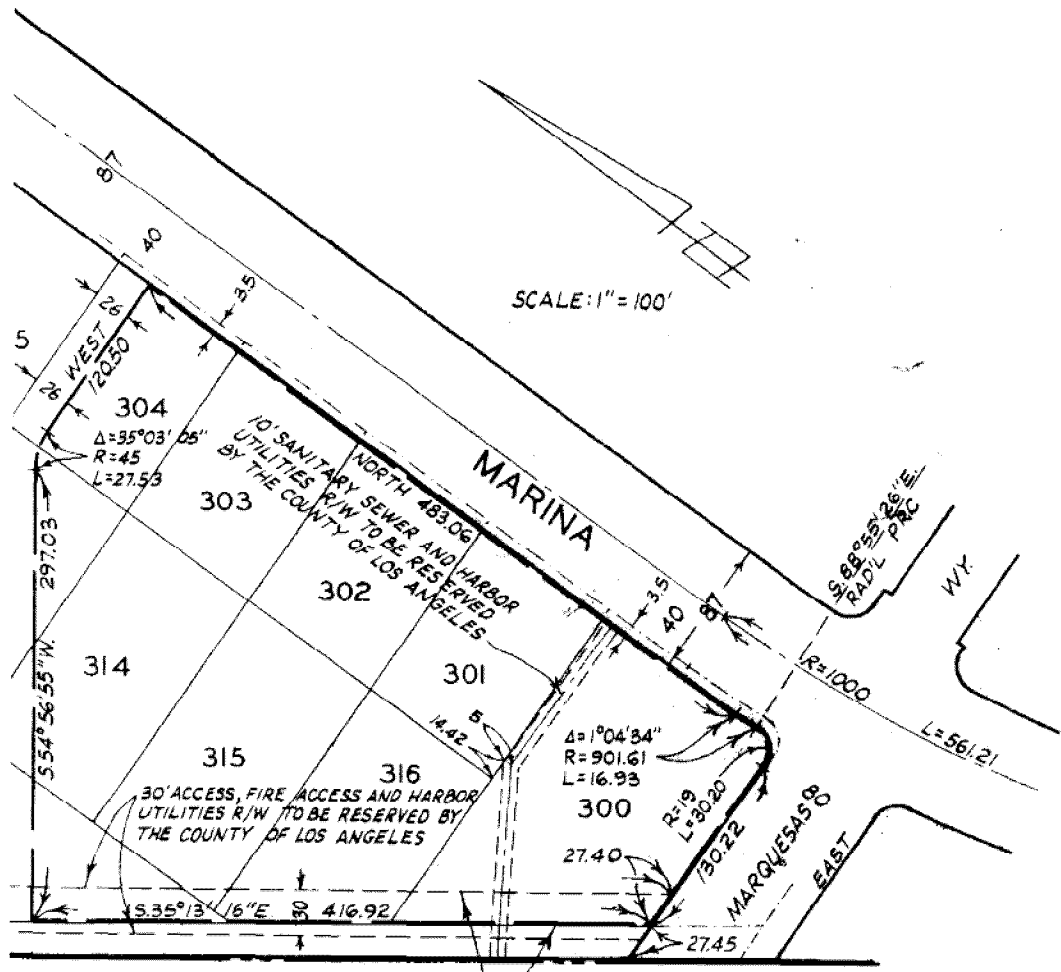 87
40
3.5
SCALE: 1" = 100'
26
WEST
120.50
26
5
304
Δ=35°03' 05"
R=45
L=27.53
303
10' SANITARY SEWER AND HARBOR
UTILITIES R/W TO BE RESERVED
BY THE COUNTY OF LOS ANGELES
NORTH 483.06
MARINA
S. 88°55' 26" E.
RAD'L PRC
WY.
302
297.03
S.54°56'55"W.
3.5
40
87
R=1000
L=561.21
314
301
5
14.42
Δ=1°04'34"
R=901.61
L=16.93
315
316
300
R=19
L=30.20
130.22
30' ACCESS, FIRE ACCESS AND HARBOR
UTILITIES R/W TO BE RESERVED BY
THE COUNTY OF LOS ANGELES
27.40
MARQUESAS
80
EAST
S.35°13' 16"E. 416.92
30
27.45